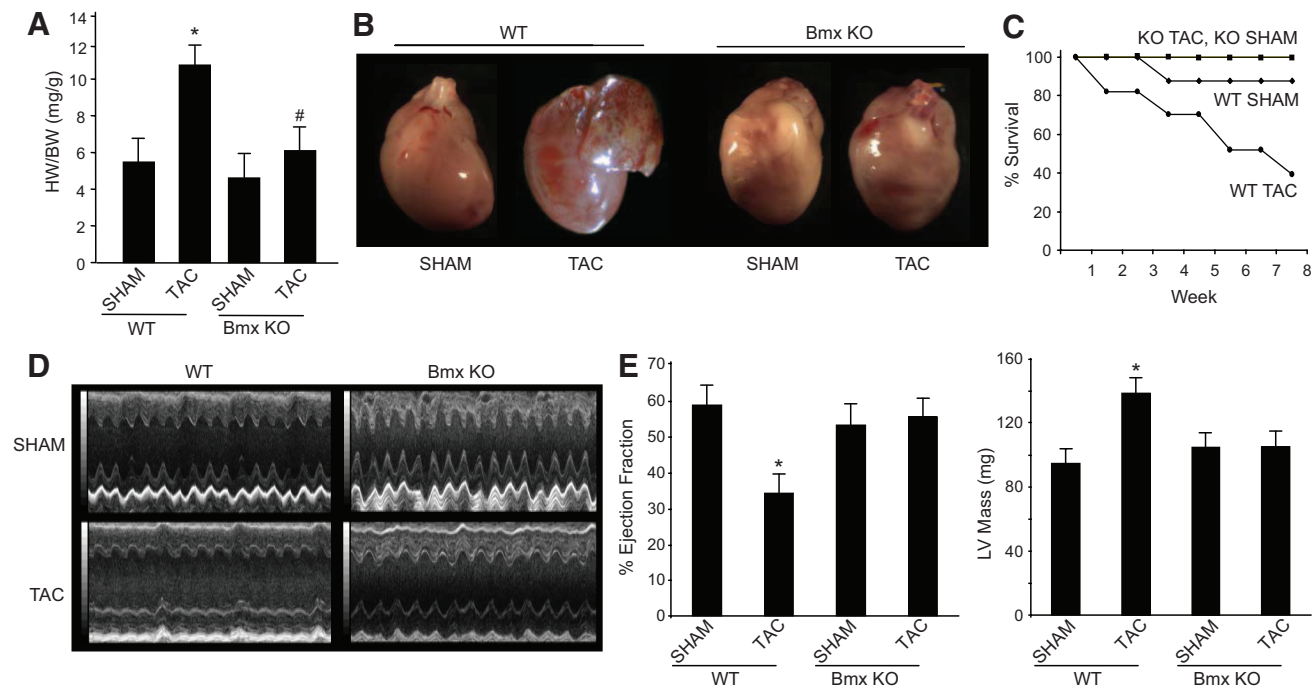 A
HW/BW (mg/g)
14
12
10
8
6
4
2
0
*
#
SHAM
TAC
SHAM
TAC
WT
Bmx KO
B
WT
Bmx KO
SHAM
TAC
SHAM
TAC
C
KO TAC, KO SHAM
WT SHAM
WT TAC
% Survival
100
80
60
40
20
0
1 2 3 4 5 6 7 8
Week
D
WT
Bmx KO
SHAM
TAC
E
% Ejection Fraction
70
60
50
40
30
20
10
0
*
SHAM
TAC
SHAM
TAC
WT
Bmx KO
LV Mass (mg)
160
120
80
40
0
*
SHAM
TAC
SHAM
TAC
WT
Bmx KO